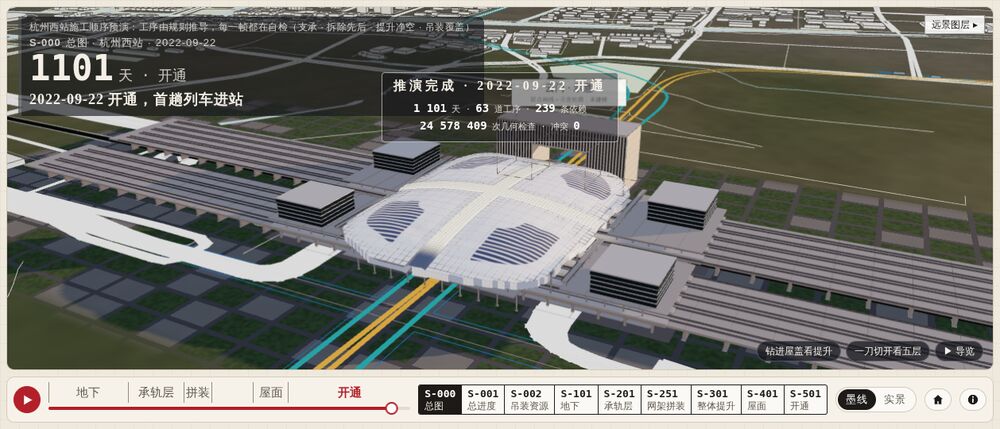 杭州西站施工顺序预演：工序由规则推导，每一帧都在自检（支承·拆除先后·提升净空·吊装覆盖）
S-000 总图 · 杭州西站 · 2022-09-22
1101 天 · 开通
2022-09-22 开通，首趟列车进站
远景图层 ▸
推演完成 · 2022-09-22 开通
1 101 天 · 63 道工序 · 239 条依赖
24 578 409 次几何检查 · 冲突 0
钻进屋盖看提升
一刀切开看五层
▶ 导览
地下
承轨层
拼装
屋面
开通
S-000 总图
S-001 总进度
S-002 吊装资源
S-101 地下
S-201 承轨层
S-251 网架拼装
S-301 整体提升
S-401 屋面
S-501 开通
墨线
实景